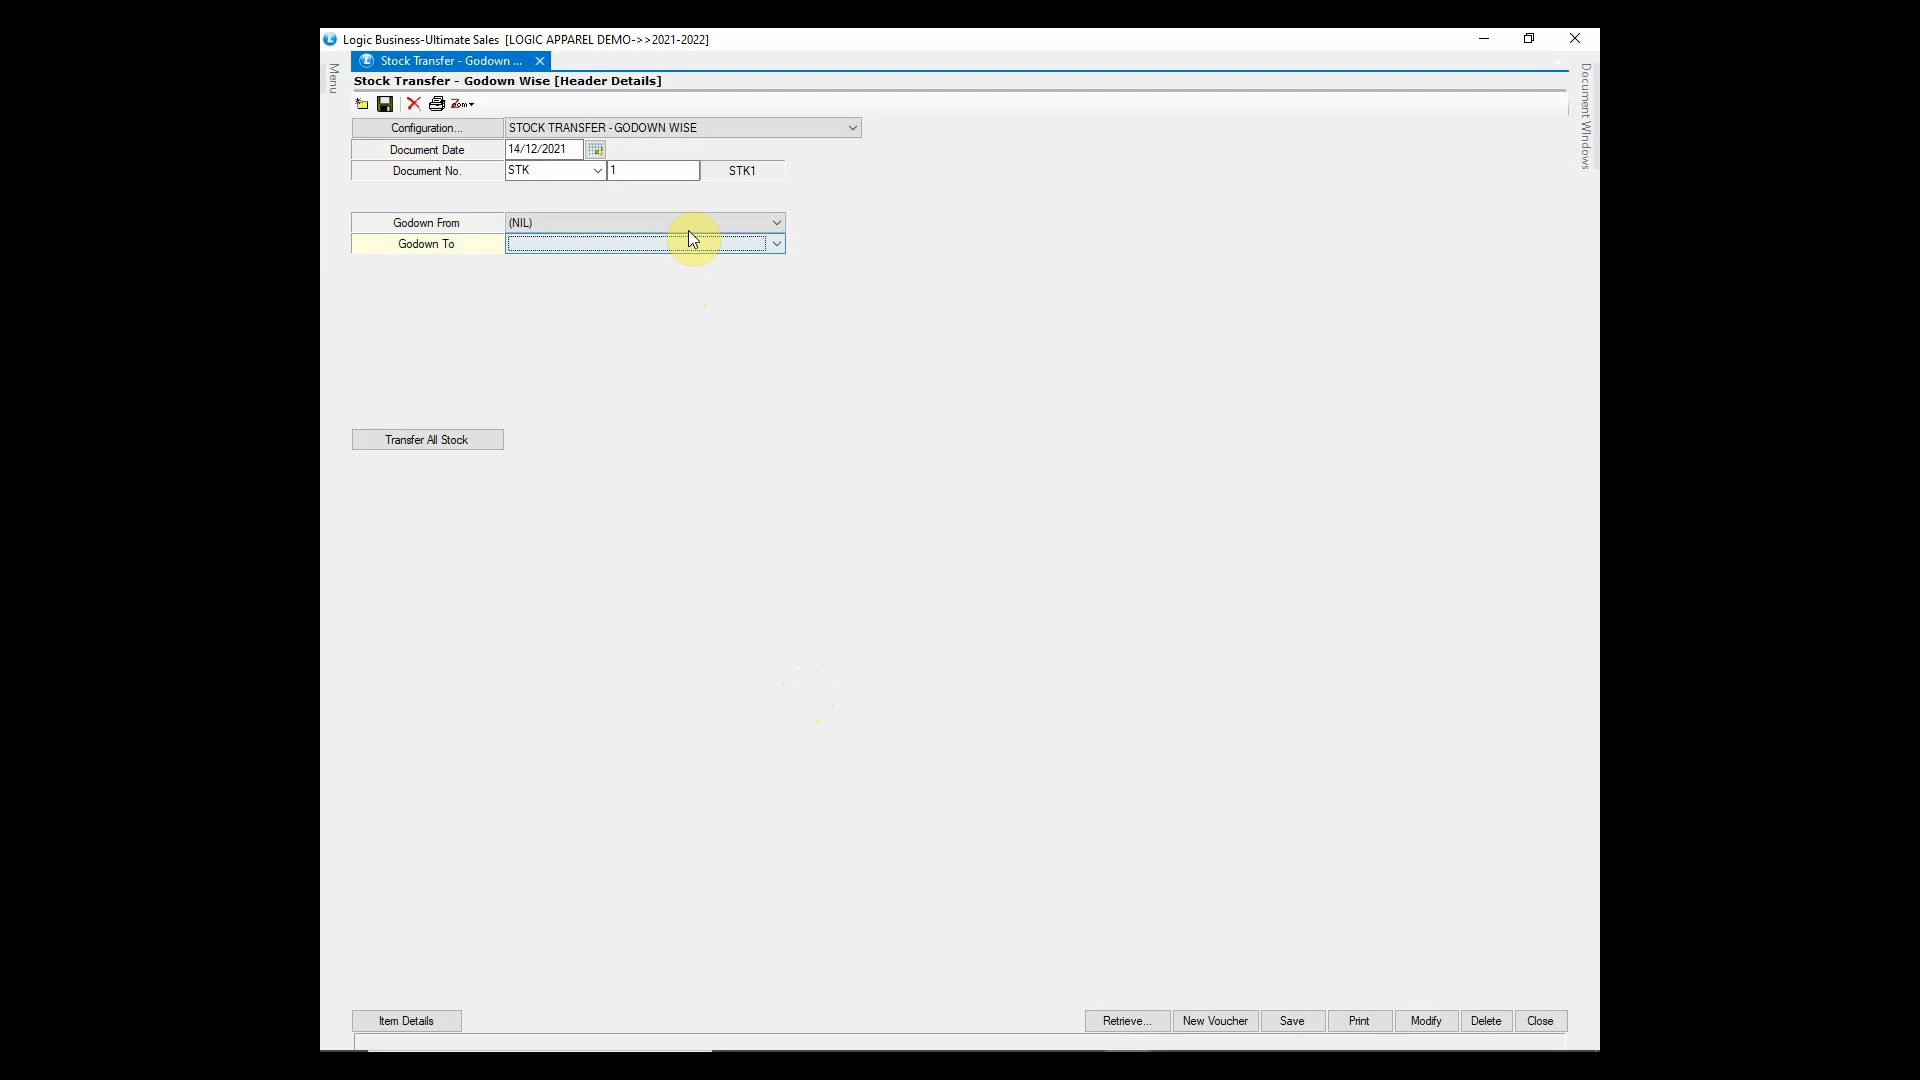 Logic Business-Ultimate Sales [LOGIC APPAREL DEMO->>2021-2022]
Menu
Stock Transfer - Godown ...
Document Windows
Stock Transfer - Godown Wise [Header Details]
Zoom
Configuration... STOCK TRANSFER - GODOWN WISE
Document Date 14/12/2021
Document No. STK 1 STK1
Godown From (NIL)
Godown To
Transfer All Stock
Item Details Retrieve... New Voucher Save Print Modify Delete Close